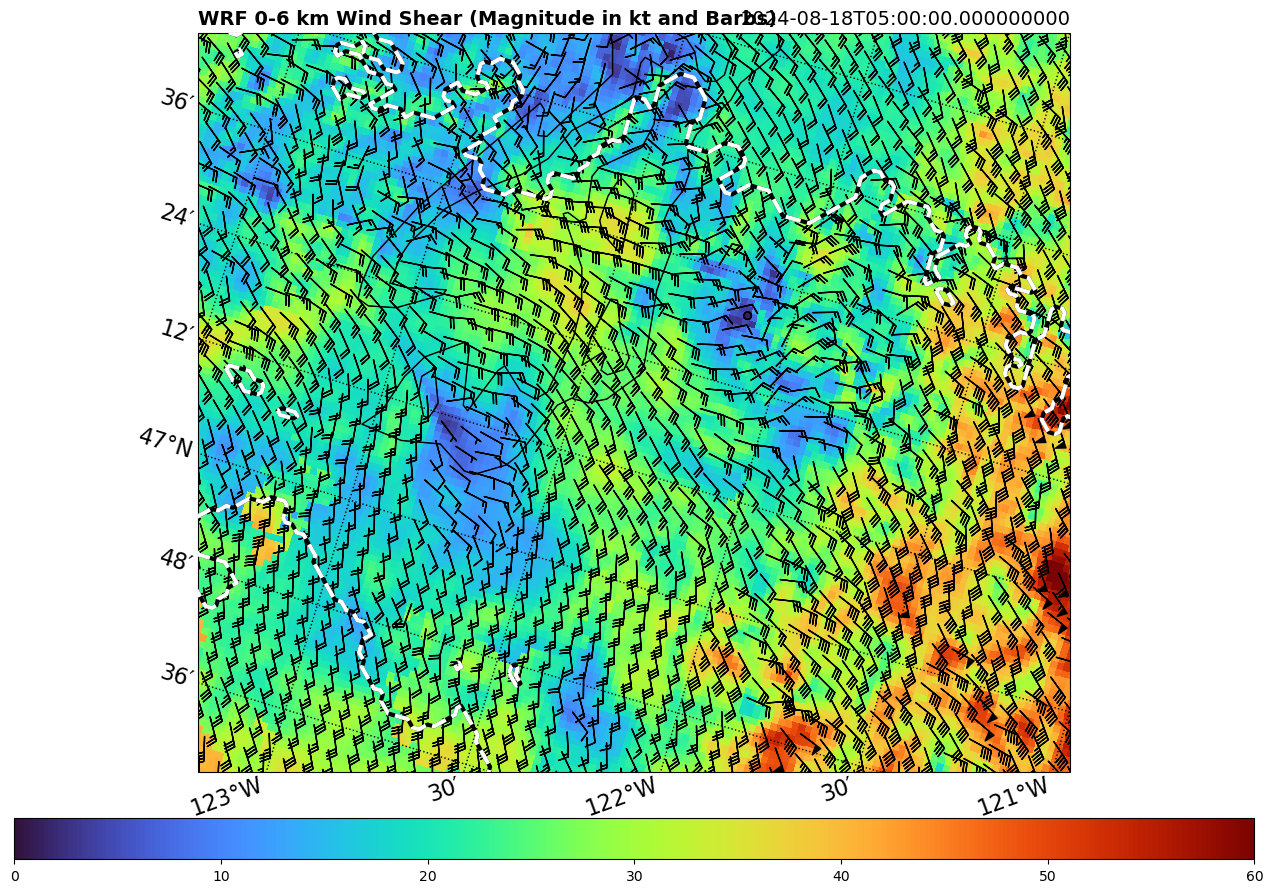 WRF 0-6 km Wind Shear (Magnitude in kt and Barbs)
2024-08-18T05:00:00.000000000
36′
24′
12′
47°N
48′
36′
123°W 30′ 122°W 30′ 121°W
0 10 20 30 40 50 60